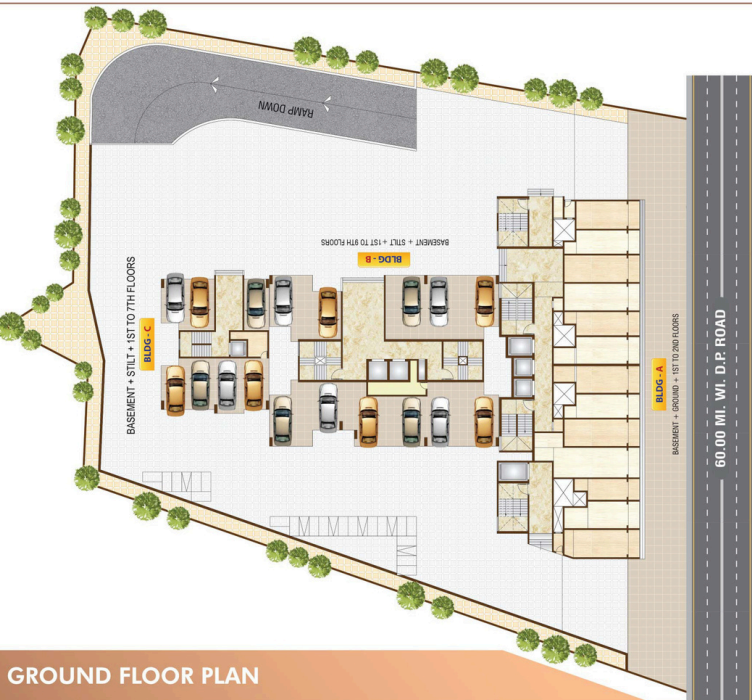 RAMP DOWN
BASEMENT + STILT + 1ST TO 9TH FLOORS
BLDG - B
BASEMENT + STILT + 1ST TO 7TH FLOORS
BLDG - C
BLDG - A
BASEMENT + GROUND + 1ST TO 2ND FLOORS
60.00 MI. WI. D.P. ROAD
GROUND FLOOR PLAN